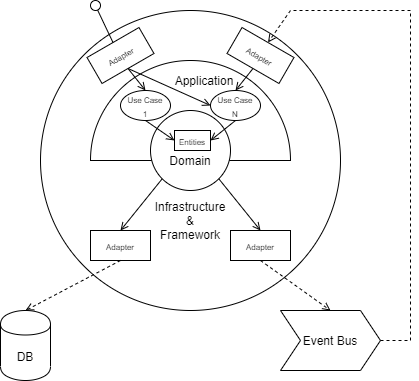 Adapter
Adapter
Application
Use Case
1
Use Case
N
Entities
Domain
Infrastructure
&
Framework
Adapter
Adapter
DB
Event Bus